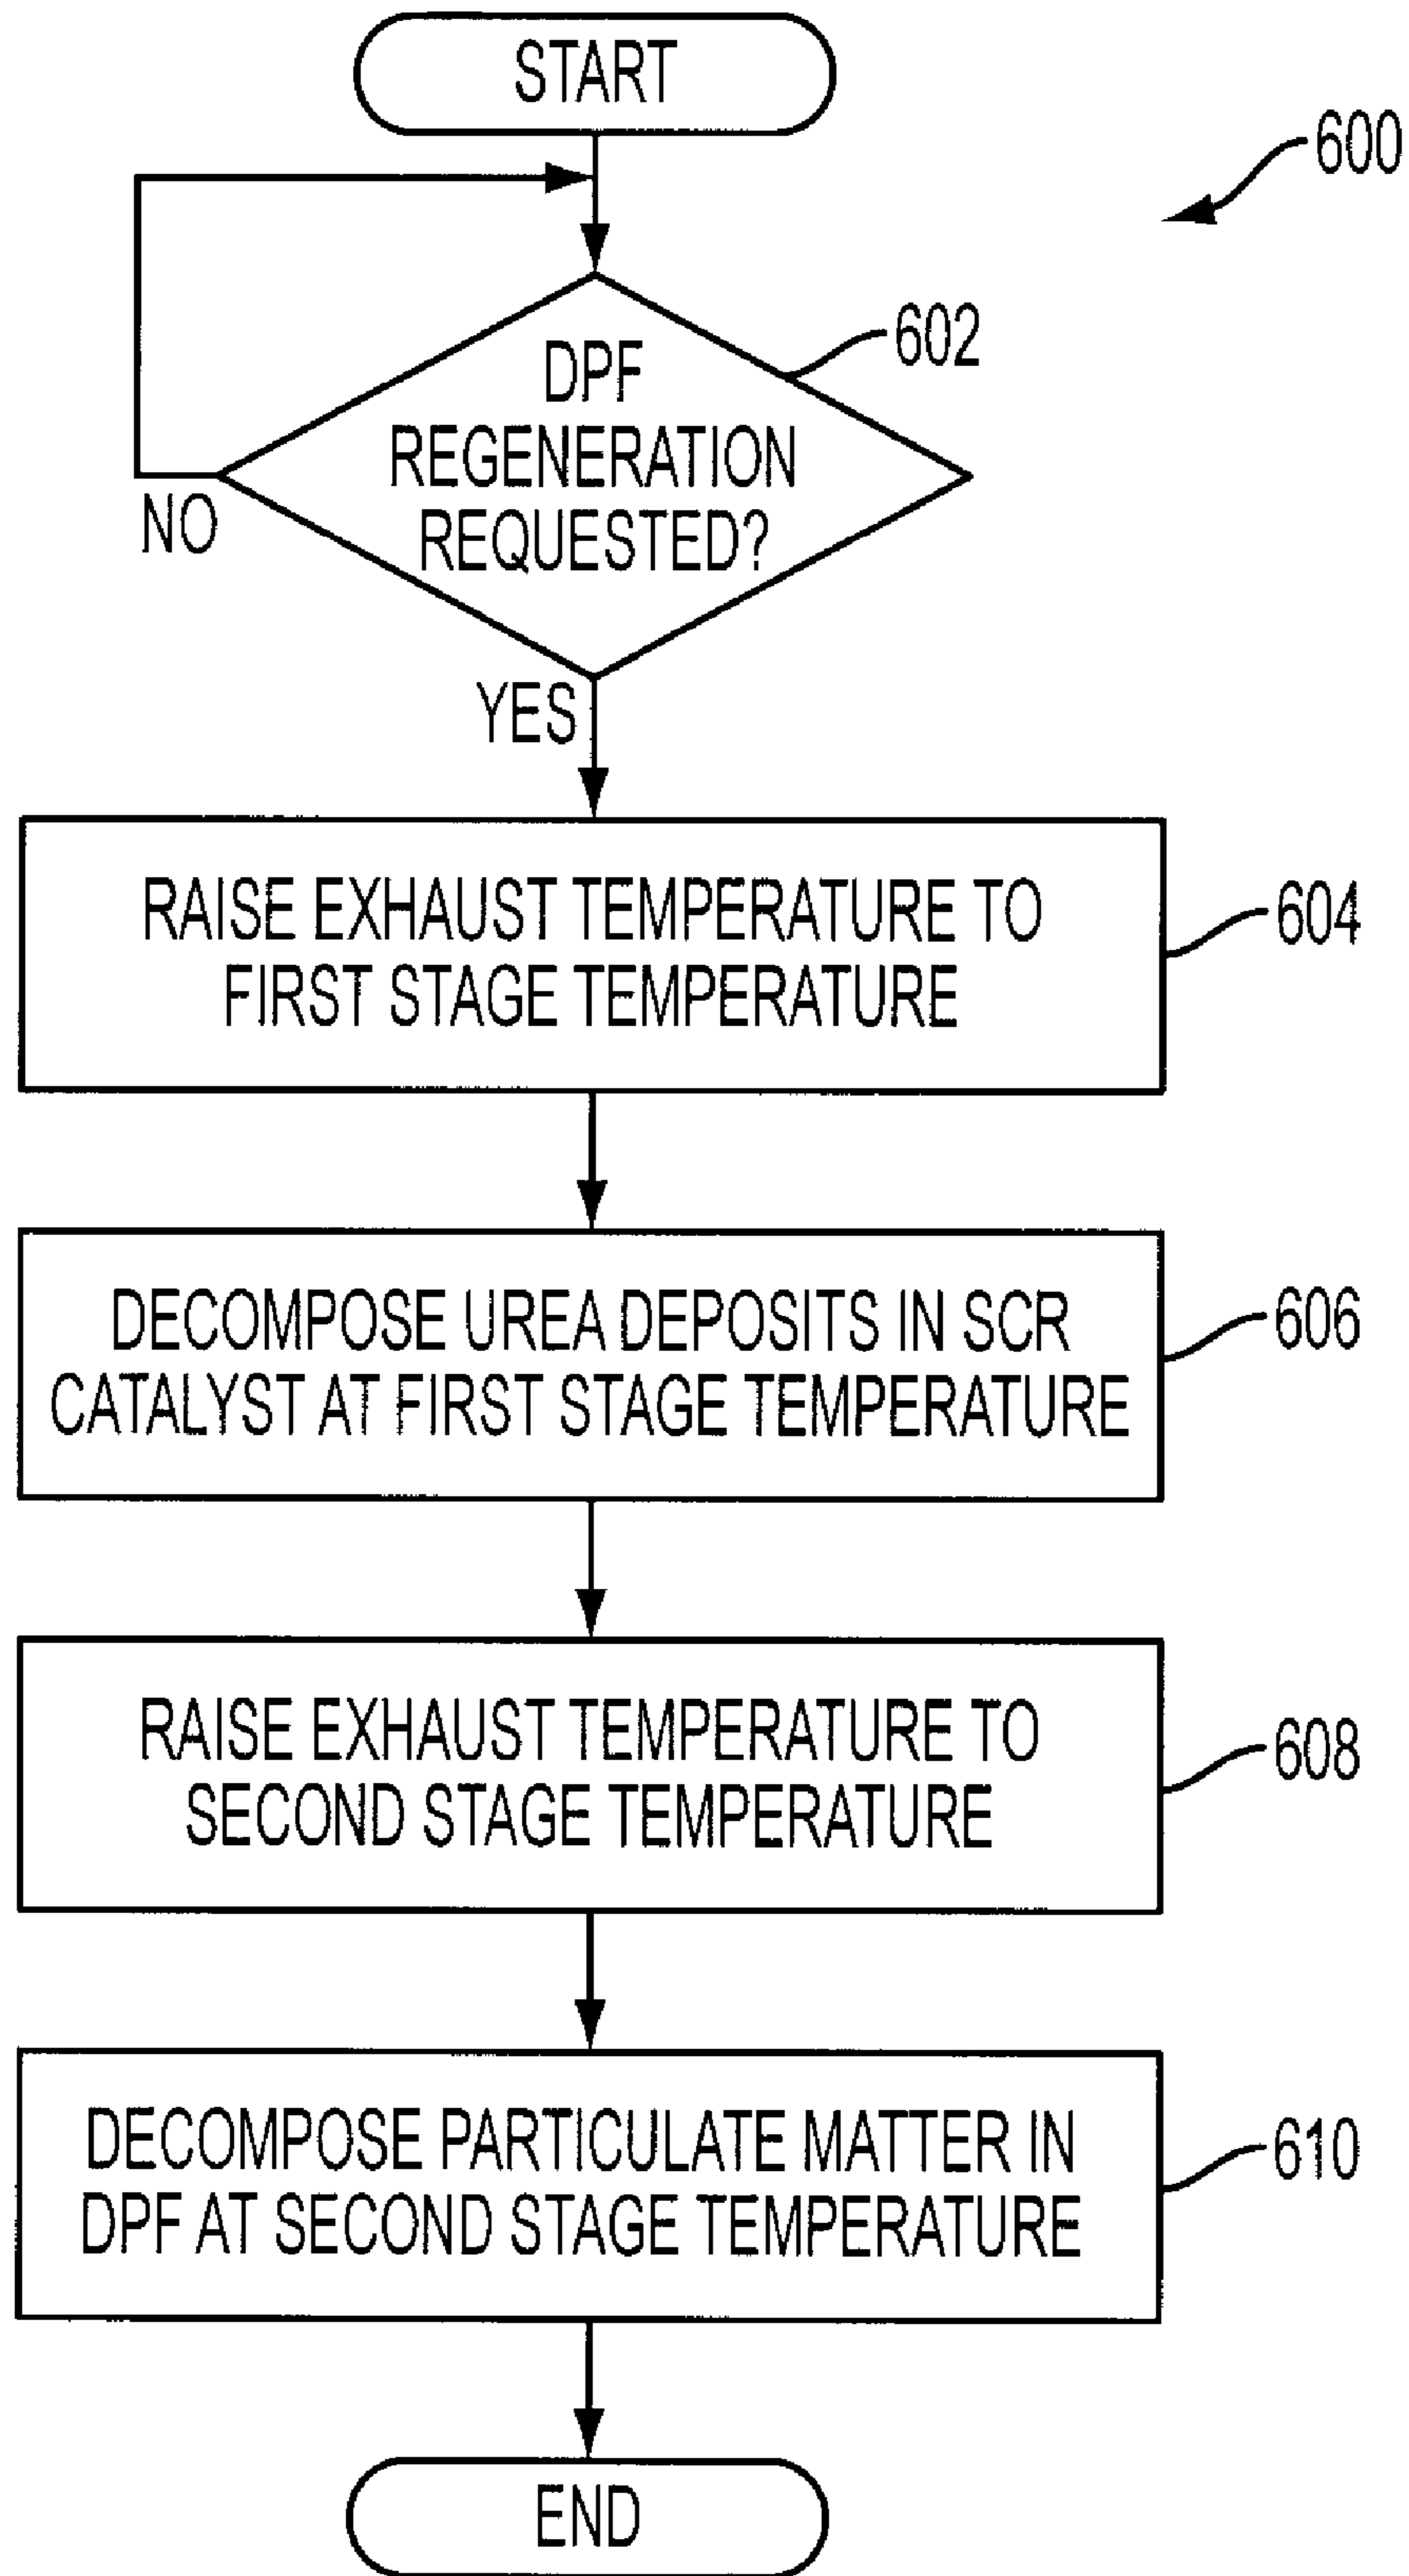 START
600
DPF
REGENERATION
REQUESTED?
602
NO
YES
RAISE EXHAUST TEMPERATURE TO
FIRST STAGE TEMPERATURE
604
DECOMPOSE UREA DEPOSITS IN SCR
CATALYST AT FIRST STAGE TEMPERATURE
606
RAISE EXHAUST TEMPERATURE TO
SECOND STAGE TEMPERATURE
608
DECOMPOSE PARTICULATE MATTER IN
DPF AT SECOND STAGE TEMPERATURE
610
END